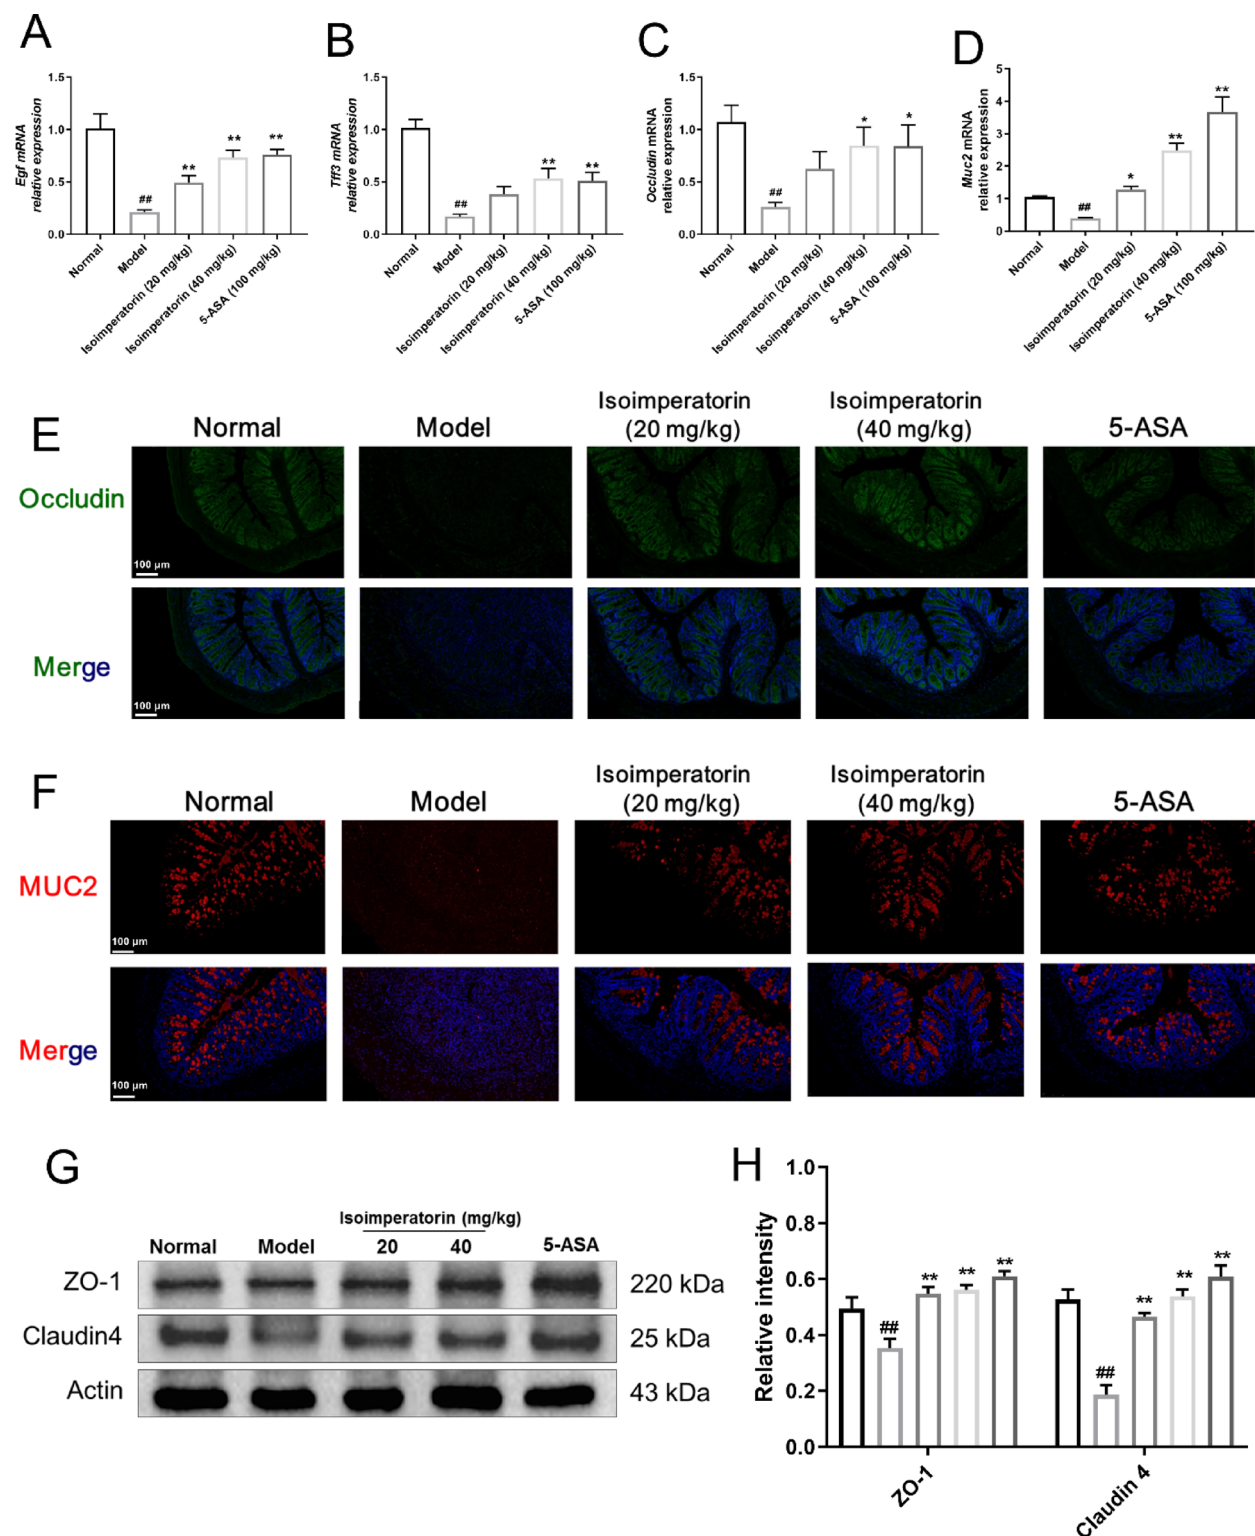 A
B
C
D
Egf mRNA
relative expression
1.5
1.0
0.5
0.0
##
**
**
**
Normal
Model
Isoimperatorin (20 mg/kg)
Isoimperatorin (40 mg/kg)
5-ASA (100 mg/kg)
Tff3 mRNA
relative expression
1.5
1.0
0.5
0.0
##
**
**
Normal
Model
Isoimperatorin (20 mg/kg)
Isoimperatorin (40 mg/kg)
5-ASA (100 mg/kg)
Occludin mRNA
relative expression
1.5
1.0
0.5
0.0
##
*
*
Normal
Model
Isoimperatorin (20 mg/kg)
Isoimperatorin (40 mg/kg)
5-ASA (100 mg/kg)
Muc2 mRNA
relative expression
5
4
3
2
1
0
##
*
**
**
Normal
Model
Isoimperatorin (20 mg/kg)
Isoimperatorin (40 mg/kg)
5-ASA (100 mg/kg)
E
Normal
Model
Isoimperatorin
(20 mg/kg)
Isoimperatorin
(40 mg/kg)
5-ASA
Occludin
100 μm
Merge
100 μm
F
Normal
Model
Isoimperatorin
(20 mg/kg)
Isoimperatorin
(40 mg/kg)
5-ASA
MUC2
100 μm
Merge
100 μm
G
Isoimperatorin (mg/kg)
Normal
Model
20
40
5-ASA
ZO-1
220 kDa
Claudin4
25 kDa
Actin
43 kDa
H
Relative intensity
1.0
0.8
0.6
0.4
0.2
0.0
##
**
**
**
##
**
**
**
ZO-1
Claudin 4